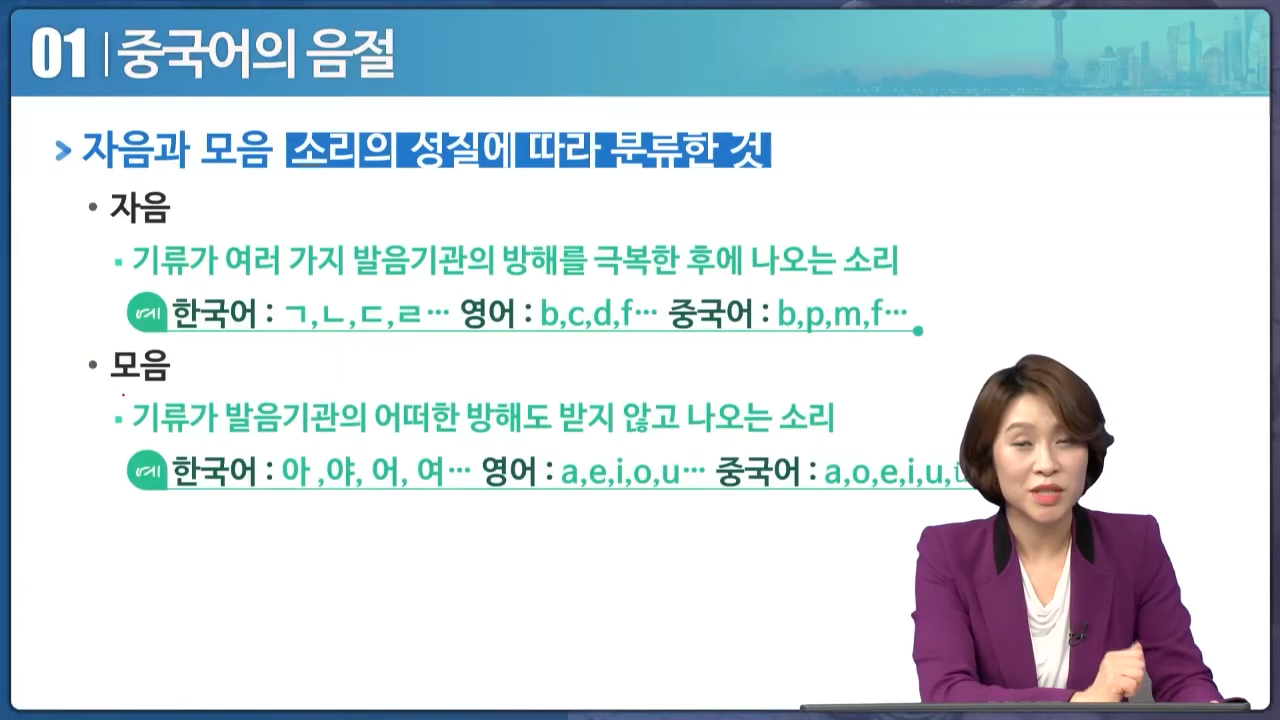 01 | 중국어의 음절
자음과 모음 소리의 성질에 따라 분류한 것
• 자음
▪ 기류가 여러 가지 발음기관의 방해를 극복한 후에 나오는 소리
예 한국어 : ㄱ,ㄴ,ㄷ,ㄹ… 영어 : b,c,d,f… 중국어 : b,p,m,f…
• 모음
▪ 기류가 발음기관의 어떠한 방해도 받지 않고 나오는 소리
예 한국어 : 아 ,야, 어, 여… 영어 : a,e,i,o,u… 중국어 : a,o,e,i,u,